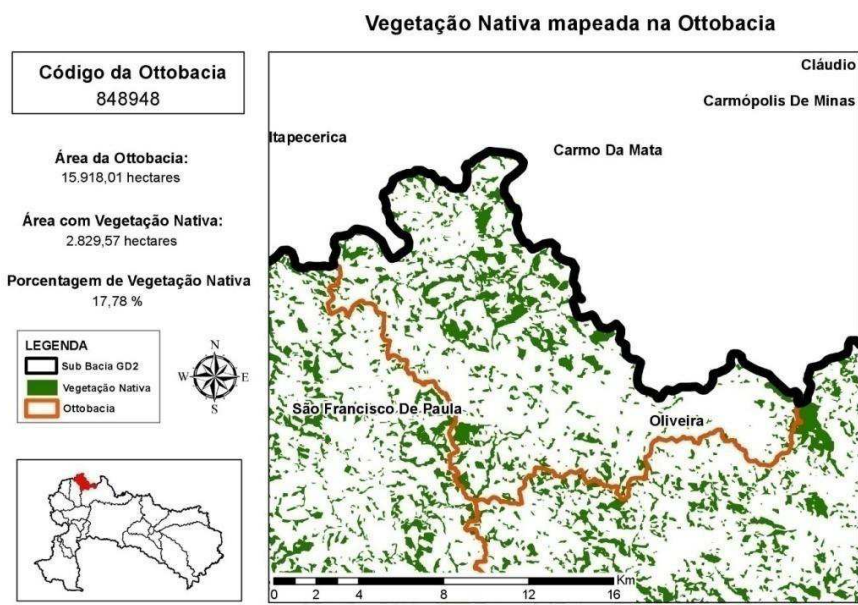 Vegetação Nativa mapeada na Ottobacia
Código da Ottobacia
848948
Área da Ottobacia:
15.918,01 hectares
Área com Vegetação Nativa:
2.829,57 hectares
Porcentagem de Vegetação Nativa
17,78 %
LEGENDA
Sub Bacia GD2
Vegetação Nativa
Ottobacia
N
W E
S
Cláudio
Carmópolis De Minas
Itapecerica
Carmo Da Mata
São Francisco De Paula
Oliveira
0 2 4 8 12 16 Km